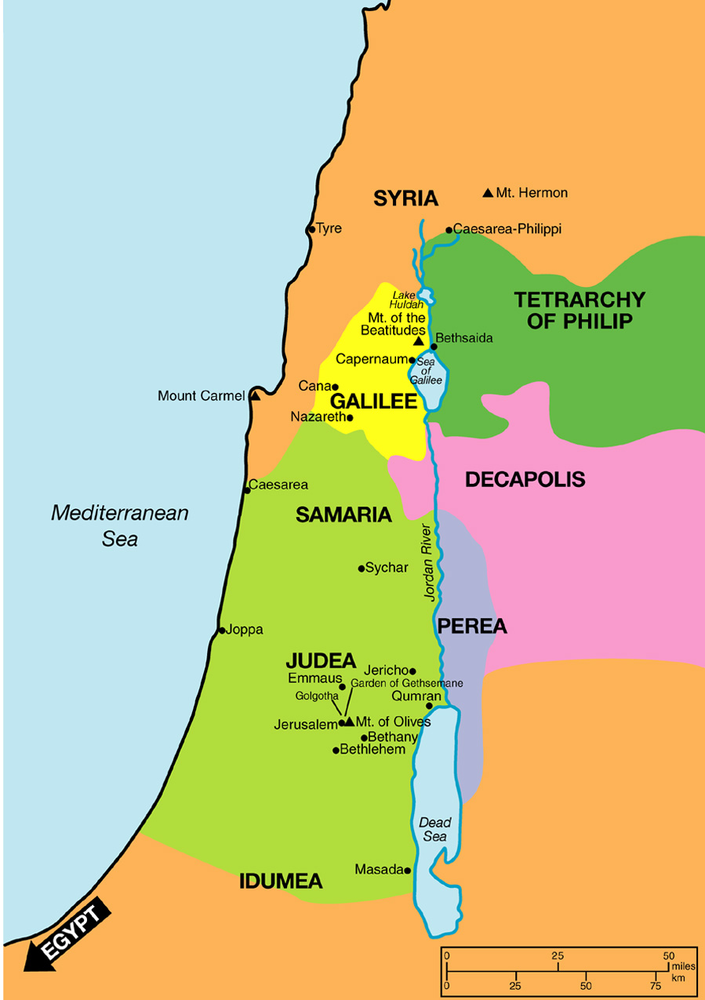 SYRIA
Mt. Hermon
Tyre
Caesarea-Philippi
Lake
Huldah
TETRARCHY
OF PHILIP
Mt. of the
Beatitudes
Bethsaida
Capernaum
Sea
of
Galilee
Cana
Mount Carmel
GALILEE
Nazareth
DECAPOLIS
Caesarea
Mediterranean
Sea
SAMARIA
Jordan River
Sychar
PEREA
Joppa
JUDEA
Jericho
Emmaus
Garden of Gethsemane
Golgotha
Qumran
Jerusalem
Mt. of Olives
Bethany
Bethlehem
Dead
Sea
Masada
IDUMEA
EGYPT
0 25 50
miles
km
0 25 50 75